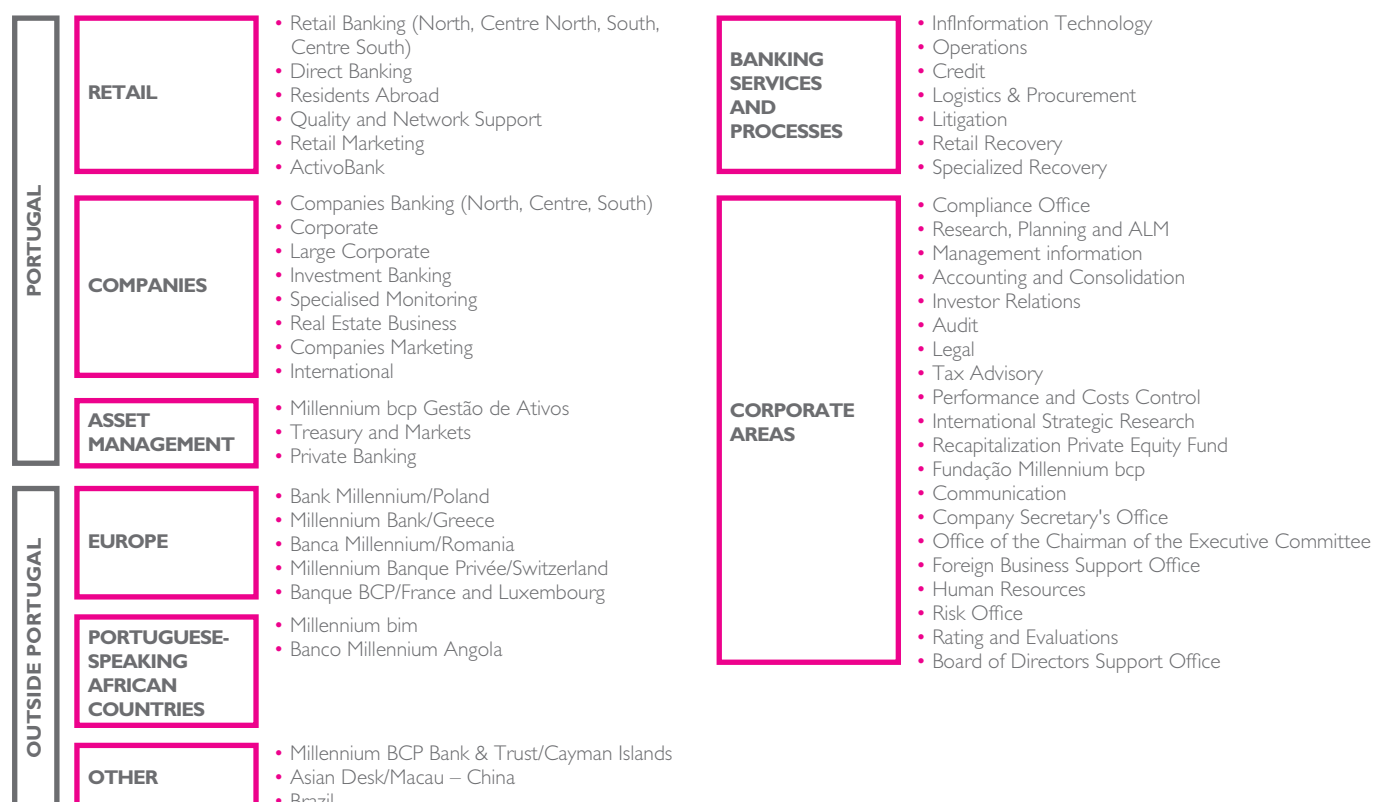 PORTUGAL
RETAIL
• Retail Banking (North, Centre North, South,
Centre South)
• Direct Banking
• Residents Abroad
• Quality and Network Support
• Retail Marketing
• ActivoBank
COMPANIES
• Companies Banking (North, Centre, South)
• Corporate
• Large Corporate
• Investment Banking
• Specialised Monitoring
• Real Estate Business
• Companies Marketing
• International
ASSET
MANAGEMENT
• Millennium bcp Gestão de Ativos
• Treasury and Markets
• Private Banking
OUTSIDE PORTUGAL
EUROPE
• Bank Millennium/Poland
• Millennium Bank/Greece
• Banca Millennium/Romania
• Millennium Banque Privée/Switzerland
• Banque BCP/France and Luxembourg
PORTUGUESE-
SPEAKING
AFRICAN
COUNTRIES
• Millennium bim
• Banco Millennium Angola
OTHER
• Millennium BCP Bank & Trust/Cayman Islands
• Asian Desk/Macau – China
• Brazil
BANKING
SERVICES
AND
PROCESSES
• InfInformation Technology
• Operations
• Credit
• Logistics & Procurement
• Litigation
• Retail Recovery
• Specialized Recovery
CORPORATE
AREAS
• Compliance Office
• Research, Planning and ALM
• Management information
• Accounting and Consolidation
• Investor Relations
• Audit
• Legal
• Tax Advisory
• Performance and Costs Control
• International Strategic Research
• Recapitalization Private Equity Fund
• Fundação Millennium bcp
• Communication
• Company Secretary's Office
• Office of the Chairman of the Executive Committee
• Foreign Business Support Office
• Human Resources
• Risk Office
• Rating and Evaluations
• Board of Directors Support Office